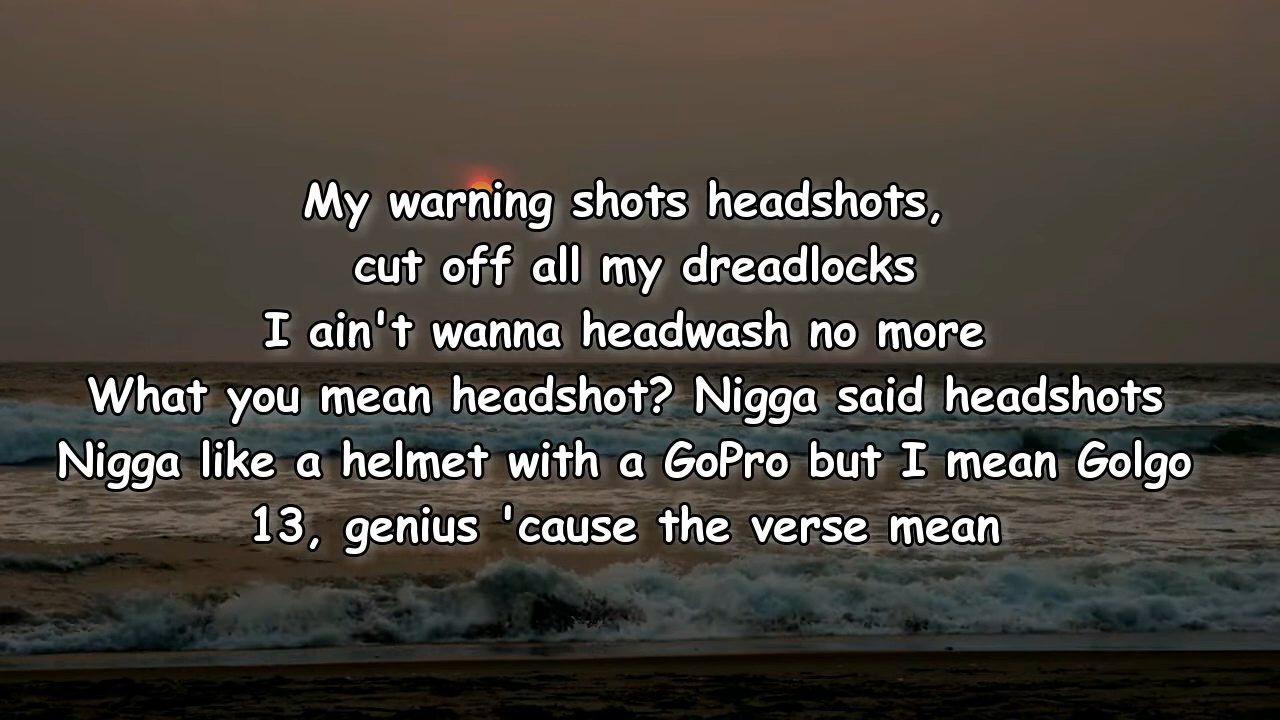 My warning shots headshots,
cut off all my dreadlocks
I ain't wanna headwash no more
What you mean headshot? Nigga said headshots
Nigga like a helmet with a GoPro but I mean Golgo
13, genius 'cause the verse mean